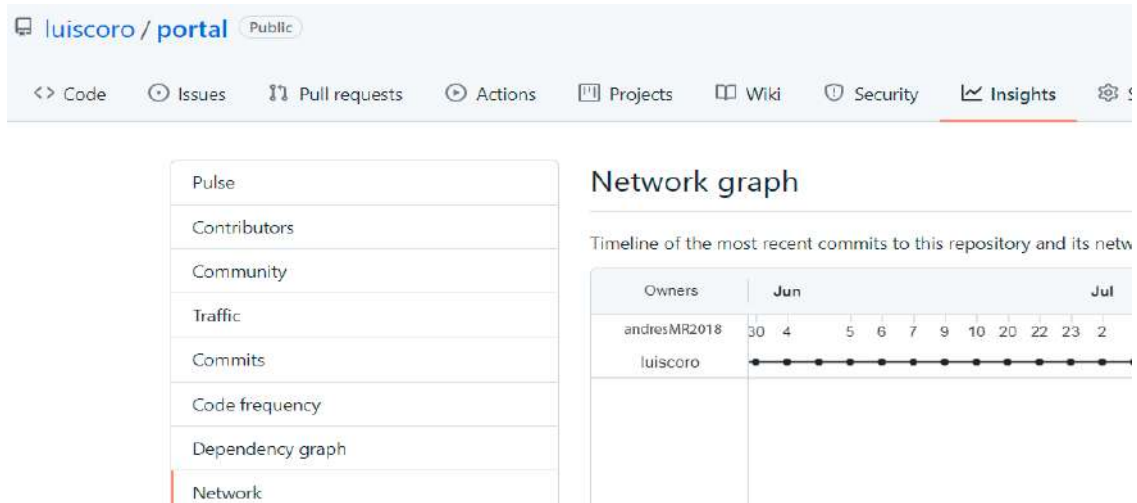 luiscoro / portal Public
<> Code Issues Pull requests Actions Projects Wiki Security Insights
Pulse
Contributors
Community
Traffic
Commits
Code frequency
Dependency graph
Network
Network graph
Timeline of the most recent commits to this repository and its
Owners Jun Jul
andresMR2018 30 4 5 6 7 9 10 20 22 23 2
luiscoro